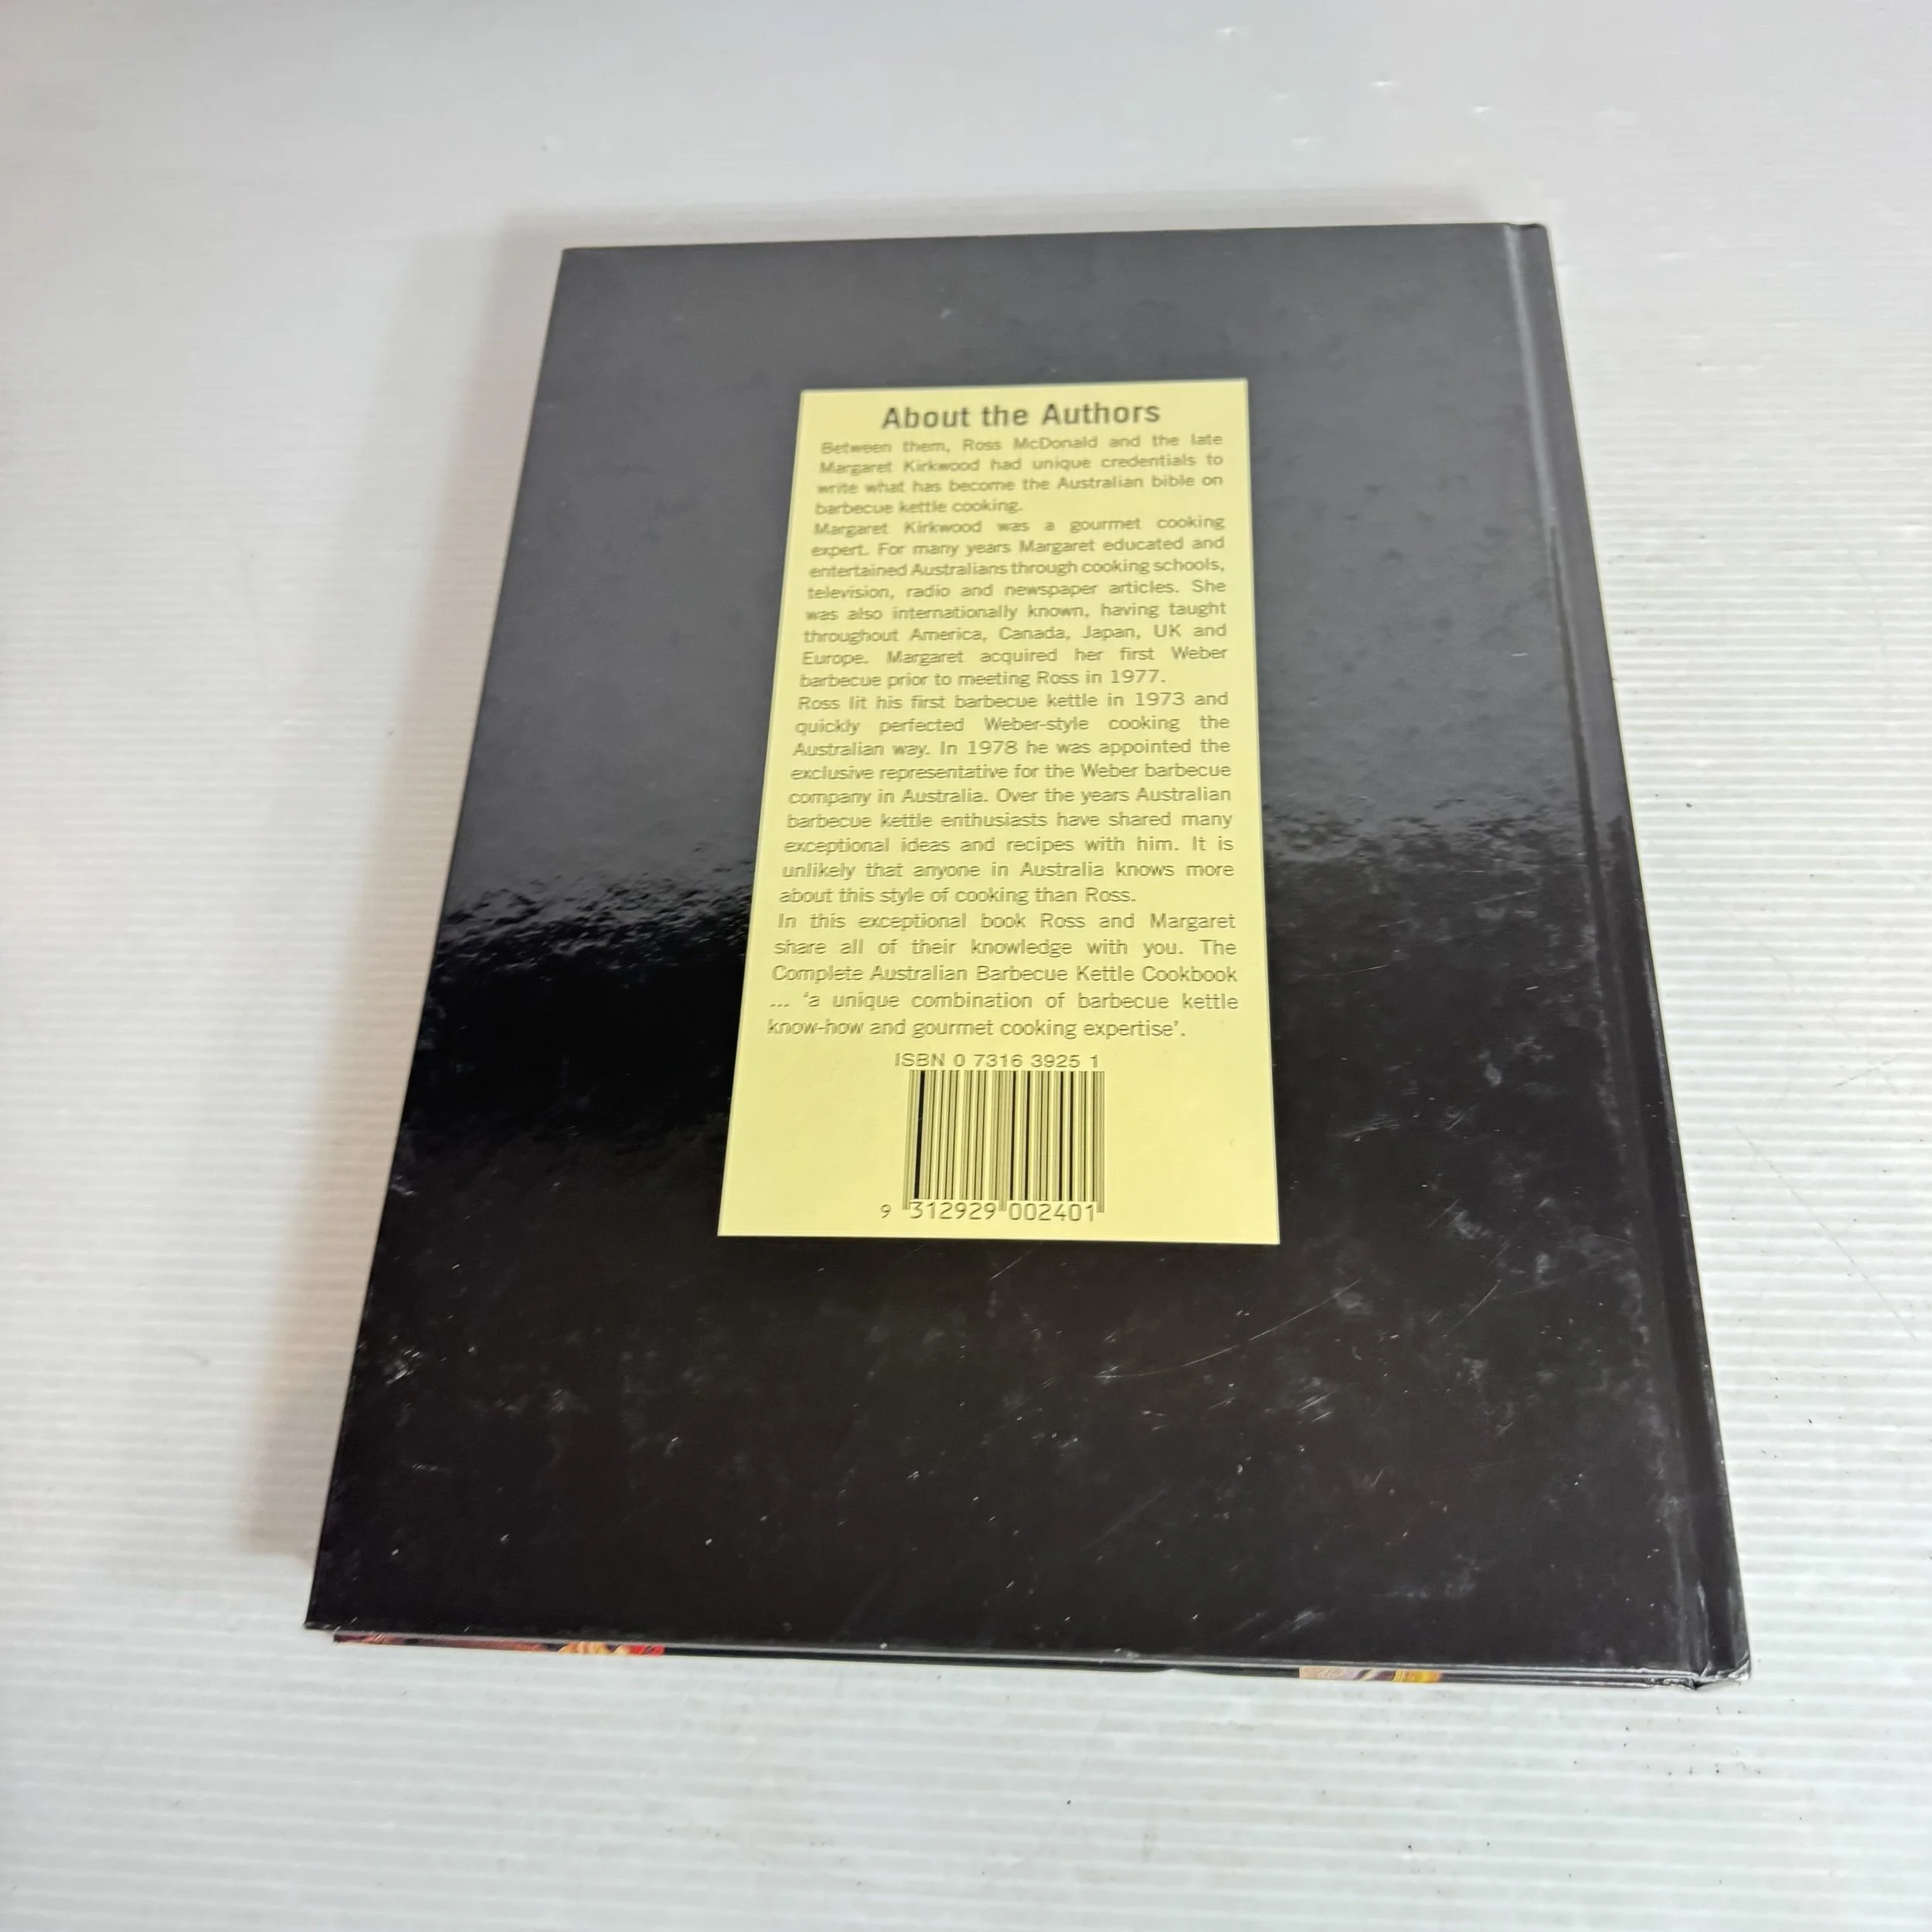 About the Authors
Between them, Ross McDonald and the late
Margaret Kirkwood had unique credentials to
write what has become the Australian bible on
barbecue kettle cooking.
Margaret Kirkwood was a gourmet cooking
expert. For many years Margaret educated and
entertained Australians through cooking schools,
television, radio and newspaper articles. She
was also internationally known, having taught
throughout America, Canada, Japan, UK and
Europe. Margaret acquired her first Weber
barbecue prior to meeting Ross in 1977.
Ross lit his first barbecue kettle in 1973 and
quickly perfected Weber-style cooking the
Australian way. In 1978 he was appointed the
exclusive representative for the Weber barbecue
company in Australia. Over the years Australian
barbecue kettle enthusiasts have shared many
exceptional ideas and recipes with him. It is
unlikely that anyone in Australia knows more
about this style of cooking than Ross.
In this exceptional book Ross and Margaret
share all of their knowledge with you. The
Complete Australian Barbecue Kettle Cookbook
... 'a unique combination of barbecue kettle
know-how and gourmet cooking expertise'.
ISBN 0 7316 3925 1
9 312929 002401